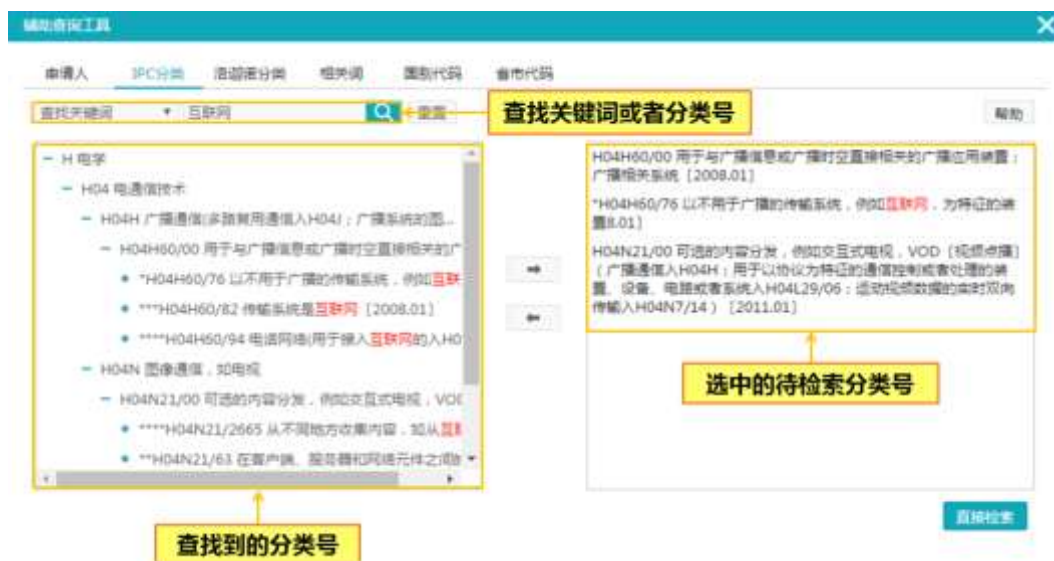 辅助查询工具
申请人 IPC分类 洛迦诺分类 相关词 国别代码 省市代码
查找关键词 互联网 重置 查找关键词或者分类号 帮助
H 电学
H04 电通信技术
H04H 广播通信(多路复用通信入H04J；广播系统的图...
H04H60/00 用于与广播信息或广播时空直接相关的广
*H04H60/76 以不用于广播的传输系统，例如互联
***H04H60/82 传输系统是互联网 [2008.01]
****H04H60/94 电话网络(用于接入互联网的入H0
H04N 图像通信，如电视
H04N21/00 可选的内容分发，例如交互式电视，VOD
****H04N21/2665 从不同地方收集内容，如从互联
**H04N21/63 在客户端、服务器和网络元件之间
H04H60/00 用于与广播信息或广播时空直接相关的广播应用装置；
广播相关系统 [2008.01]
*H04H60/76 以不用于广播的传输系统，例如互联网，为特征的装
置8.01]
H04N21/00 可选的内容分发，例如交互式电视，VOD [视频点播]
(广播通信入H04H；用于以协议为特征的通信控制或者处理的装
置、设备、电路或者系统入H04L29/06；运动视频数据的实时双向
传输入H04N7/14) [2011.01]
选中的待检索分类号
直接检索
查找到的分类号